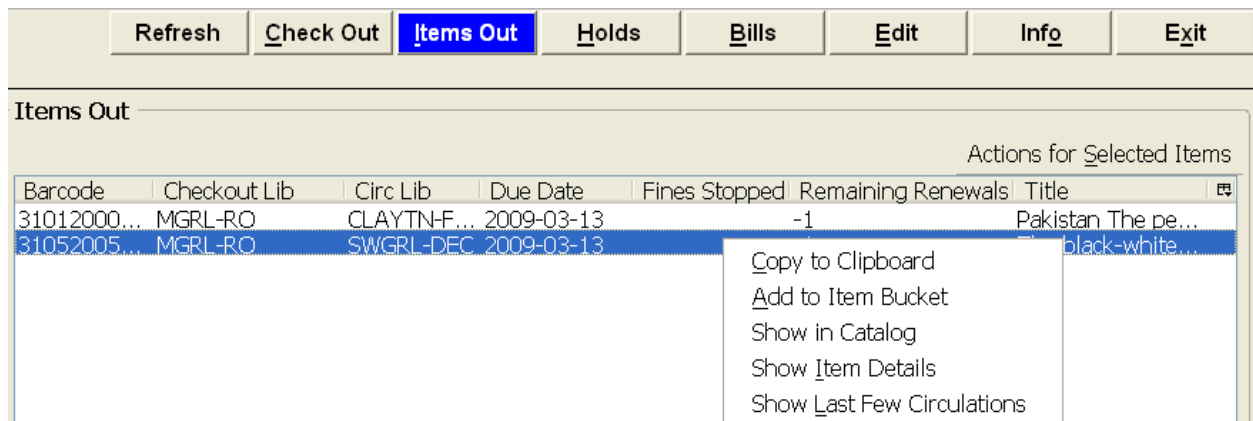 Refresh Check Out Items Out Holds Bills Edit Info Exit
Items Out
Actions for Selected Items
Barcode Checkout Lib Circ Lib Due Date Fines Stopped Remaining Renewals Title
31012000... MGRL-RO CLAYTN-F... 2009-03-13 -1 Pakistan The pe...
31052005... MGRL-RO SWGRL-DEC 2009-03-13 black-white...
Copy to Clipboard
Add to Item Bucket
Show in Catalog
Show Item Details
Show Last Few Circulations